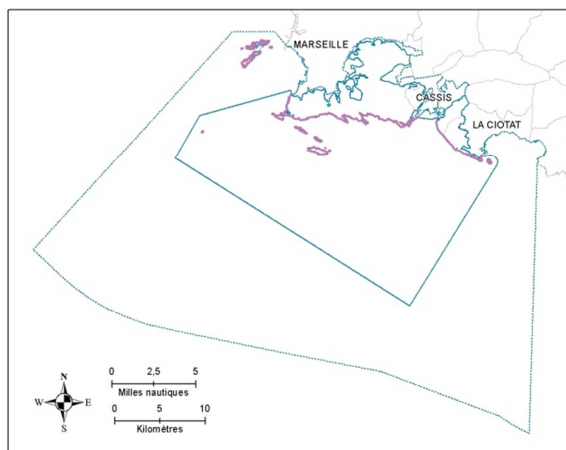 MARSEILLE
CASSIS
LA CIOTAT
N
W E
S
0 2,5 5
Milles nautiques
0 5 10
Kilomètres